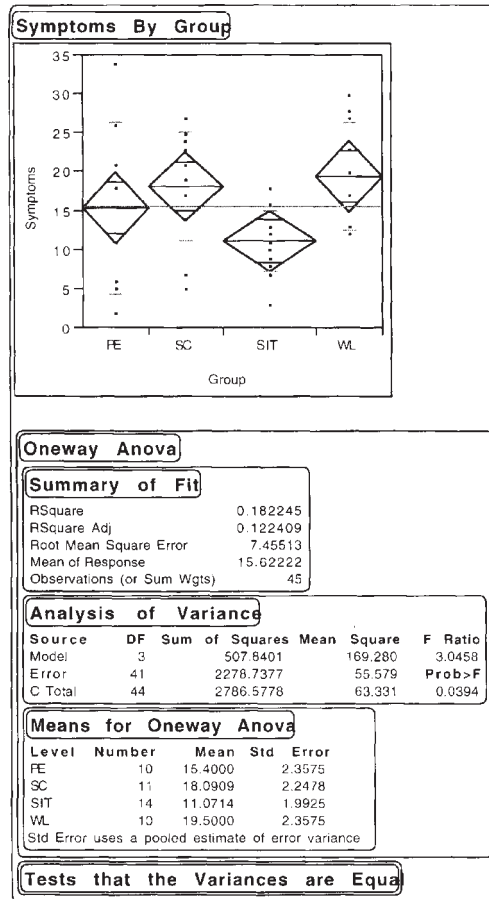 Symptoms By Group
35
30
25
20
15
10
5
0
Symptoms
PE SC SIT WL
Group
Oneway Anova
Summary of Fit
RSquare 0.182245
RSquare Adj 0.122409
Root Mean Square Error 7.45513
Mean of Response 15.62222
Observations (or Sum Wgts) 45
Analysis of Variance
Source DF Sum of Squares Mean Square F Ratio
Model 3 507.8401 169.280 3.0458
Error 41 2278.7377 55.579 Prob>F
C Total 44 2786.5778 63.331 0.0394
Means for Oneway Anova
Level Number Mean Std Error
PE 10 15.4000 2.3575
SC 11 18.0909 2.2478
SIT 14 11.0714 1.9925
WL 10 19.5000 2.3575
Std Error uses a pooled estimate of error variance
Tests that the Variances are Equal